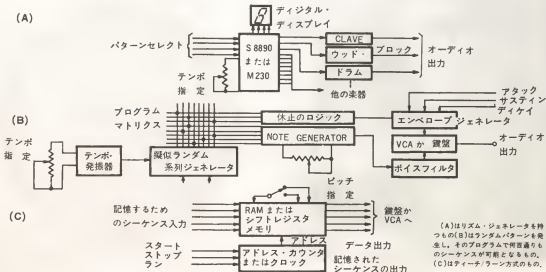 ディジタル・
ディスプレイ
(A)
パターンセレクト
S8890
または
M230
CLAVE
ウッド・ブロック
ドラム
オーディオ
出力
テンポ
指定
他の楽器
プログラム
マトリクス
休止のロジック
NOTE GENERATOR
エンベロープ ジェネレータ
アタック
サスティン
ディケイ
(B)
テンポ
指定
テンポ・
発振器
擬似ランダム
系列ジェネレータ
VCAか 鍵盤
オーディオ
出力
ボイスフィルタ
ピッチ
指定
(C)
記憶するため
のシーケンス入力
RAMまたは
シフトレジスタ
メモリ
鍵盤か
VCAへ
アドレス
データ出力
スタート
ストップ
ラン
アドレス・カウンタ
またはクロック
記憶された
シーケンスの出力
(A)はリズム・ジェネレータを持
つもの(B)はランダムパターンを発
生し、そのプログラムで何百通りも
のシーケンスが可能となるもの。
(C)はティーチ/ラーン方式のもの。